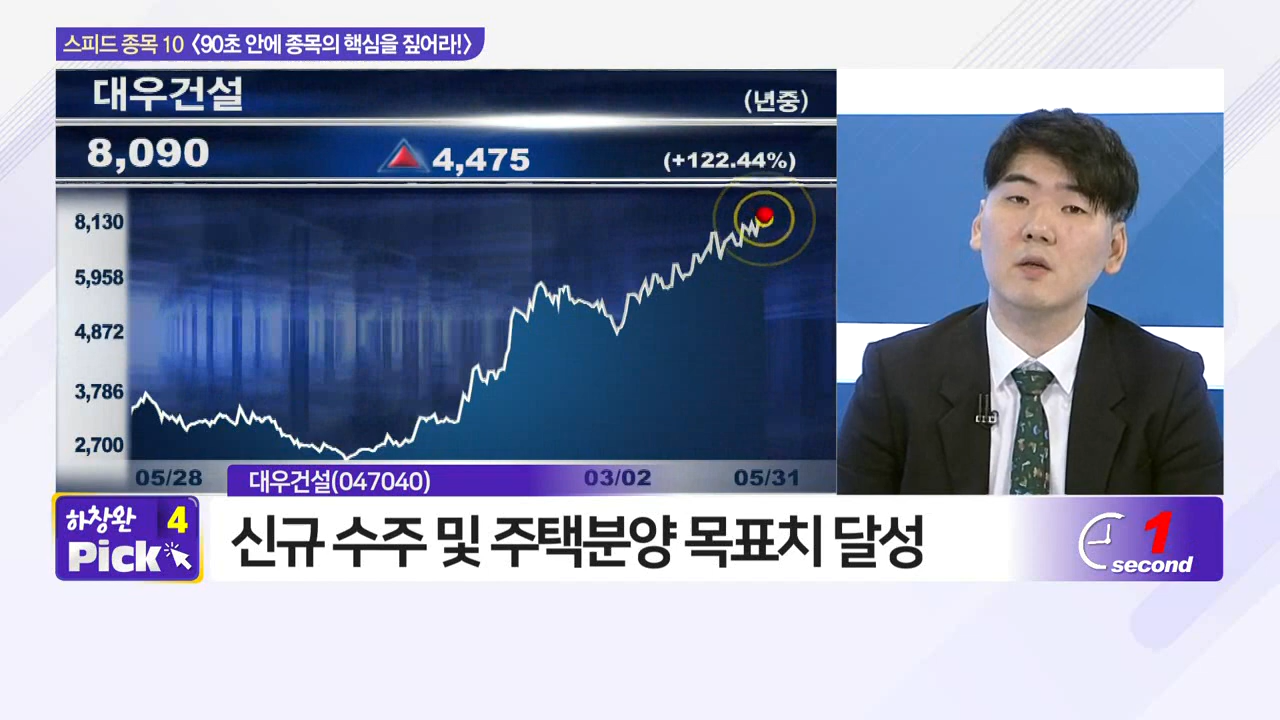 스피드 종목 10 <90초 안에 종목의 핵심을 짚어라!>
대우건설
(년중)
8,090
4,475
(+122.44%)
8,130
5,958
4,872
3,786
2,700
05/28
03/02
05/31
대우건설(047040)
하창완
4
Pick
신규 수주 및 주택분양 목표치 달성
1
second